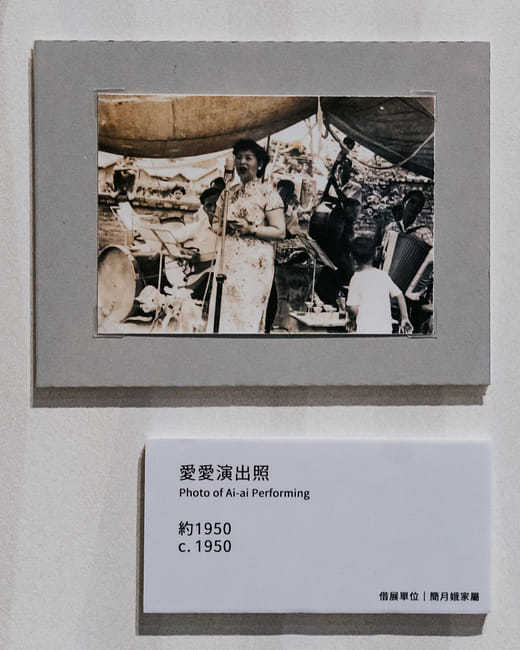 愛愛演出照
Photo of Ai-ai Performing
約1950
c. 1950
借展單位｜簡月娥家屬